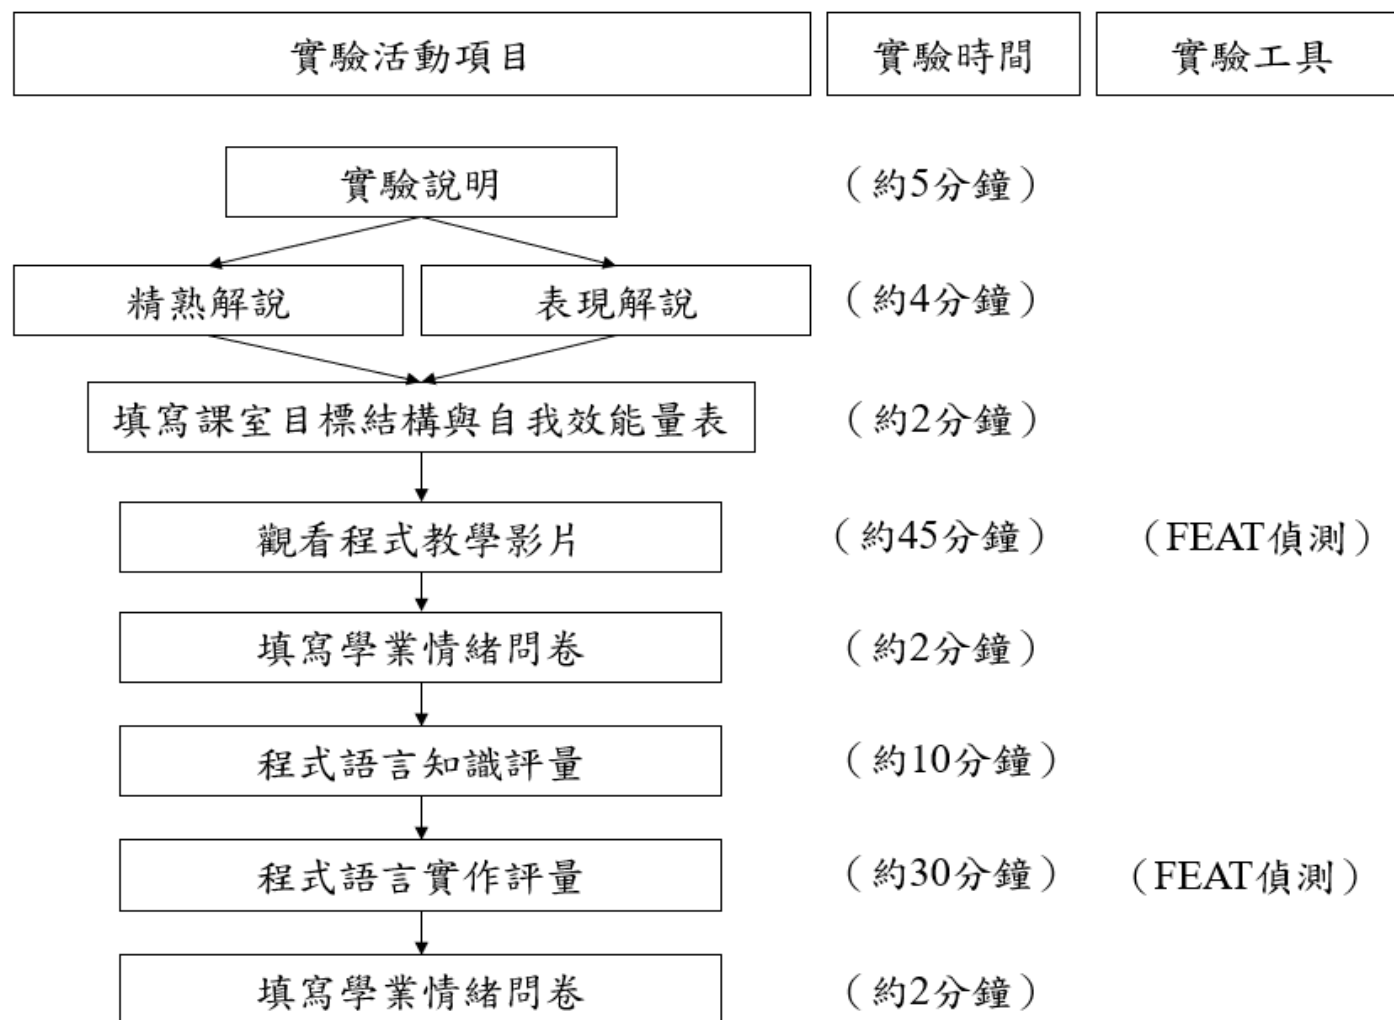 實驗活動項目 實驗時間 實驗工具
實驗說明 （約5分鐘）
精熟解說 表現解說 （約4分鐘）
填寫課室目標結構與自我效能量表 （約2分鐘）
觀看程式教學影片 （約45分鐘） （FEAT偵測）
填寫學業情緒問卷 （約2分鐘）
程式語言知識評量 （約10分鐘）
程式語言實作評量 （約30分鐘） （FEAT偵測）
填寫學業情緒問卷 （約2分鐘）